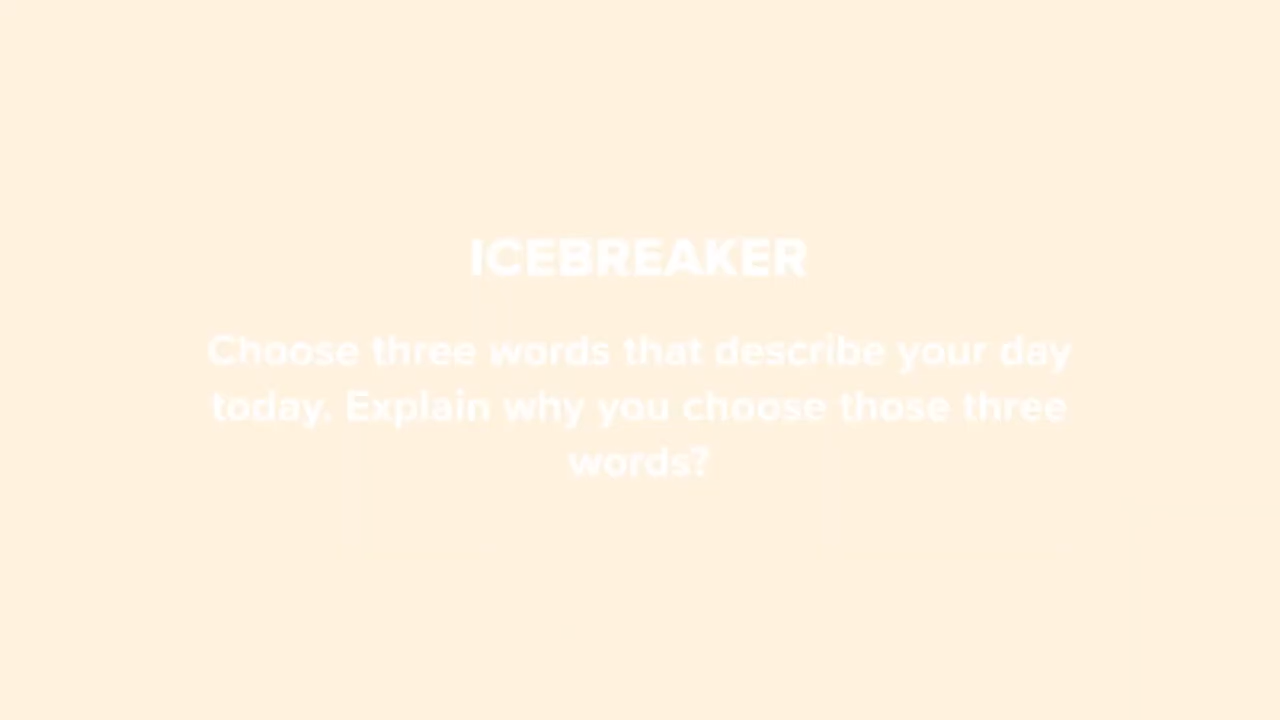 ICEBREAKER
Choose three words that describe your day
today. Explain why you choose those three
words?